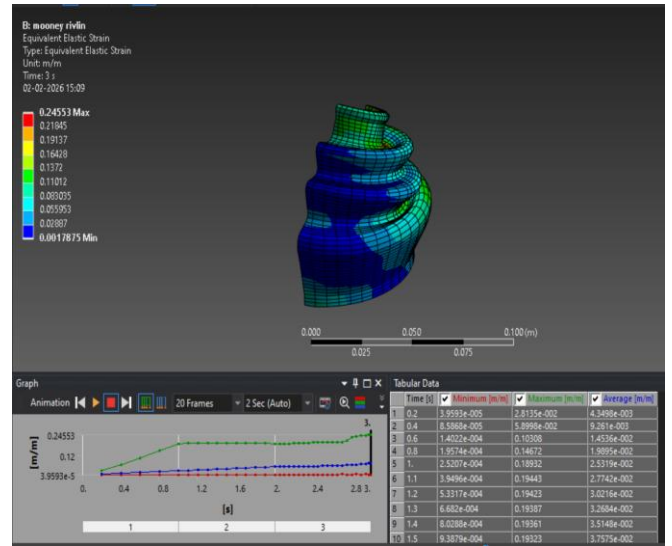 B: mooney rivlin
Equivalent Elastic Strain
Type: Equivalent Elastic Strain
Unit: m/m
Time: 3 s
02-02-2026 15:09
0.24553 Max
0.21845
0.19137
0.16428
0.1372
0.11012
0.083035
0.055953
0.02887
0.0017875 Min
0.000 0.050 0.100 (m)
0.025 0.075
Graph
Animation 20 Frames 2 Sec (Auto)
3.
0.24553
0.12
3.9593e-5
[m/m]
0. 0.4 0.8 1.2 1.6 2. 2.4 2.8 3.
[s]
1 2 3
Tabular Data
Time [s] Minimum [m/m] Maximum [m/m] Average [m/m]
1 0.2 3.9593e-005 2.8135e-002 4.3498e-003
2 0.4 8.5868e-005 5.8998e-002 9.261e-003
3 0.6 1.4022e-004 0.10308 1.4536e-002
4 0.8 1.9574e-004 0.14672 1.9895e-002
5 1. 2.5207e-004 0.18932 2.5319e-002
6 1.1 3.9496e-004 0.19443 2.7742e-002
7 1.2 5.3317e-004 0.19423 3.0216e-002
8 1.3 6.682e-004 0.19387 3.2684e-002
9 1.4 8.0288e-004 0.19361 3.5148e-002
10 1.5 9.3879e-004 0.19323 3.7575e-002